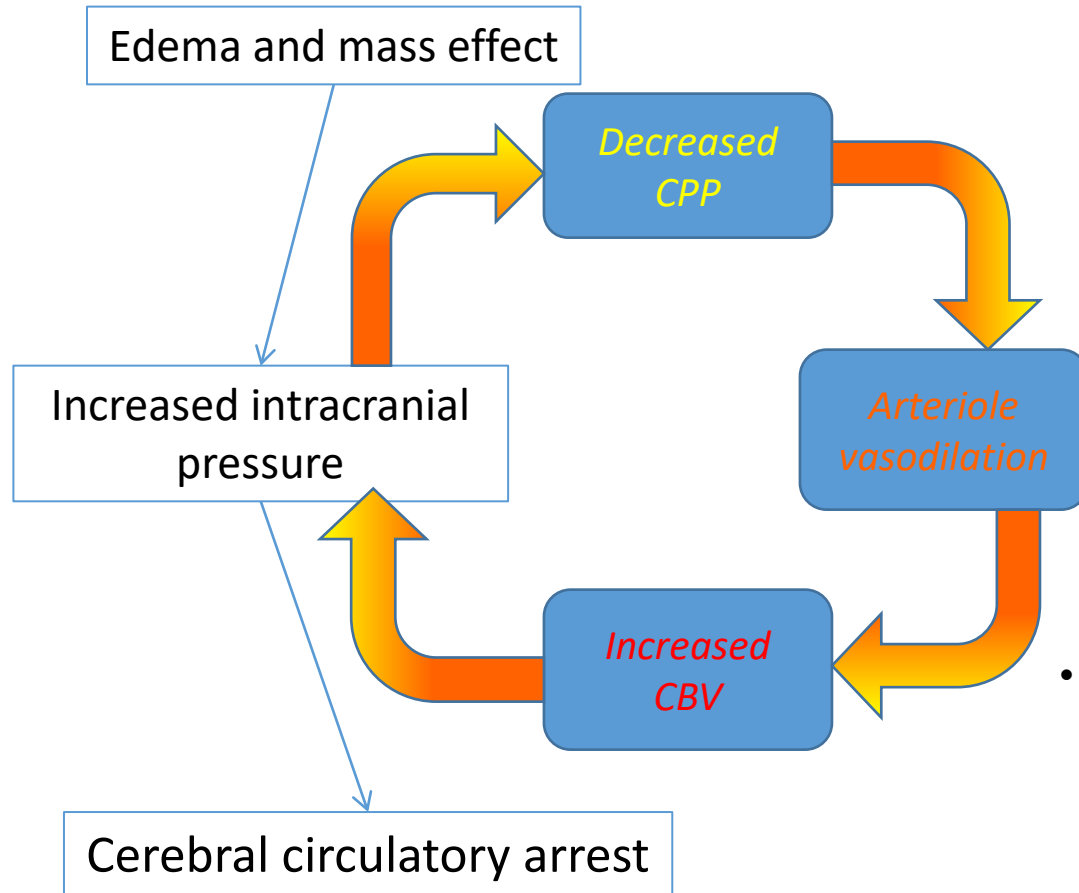 Edema and mass effect
Decreased
CPP
Increased intracranial
pressure
Arteriole
vasodilation
Increased
CBV
•
Cerebral circulatory arrest